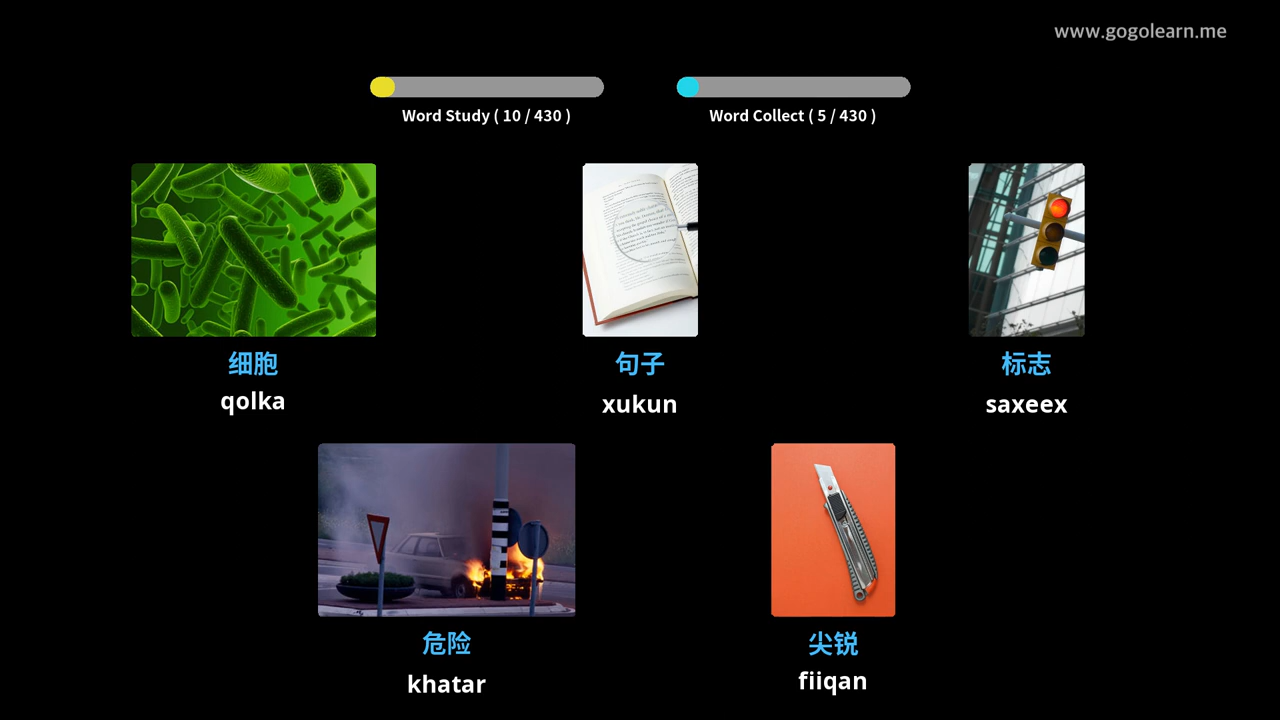 www.gogolearn.me
Word Study ( 10 / 430 )
Word Collect ( 5 / 430 )
细胞
qolka
句子
xukun
标志
saxeex
危险
khatar
尖锐
fiiqan